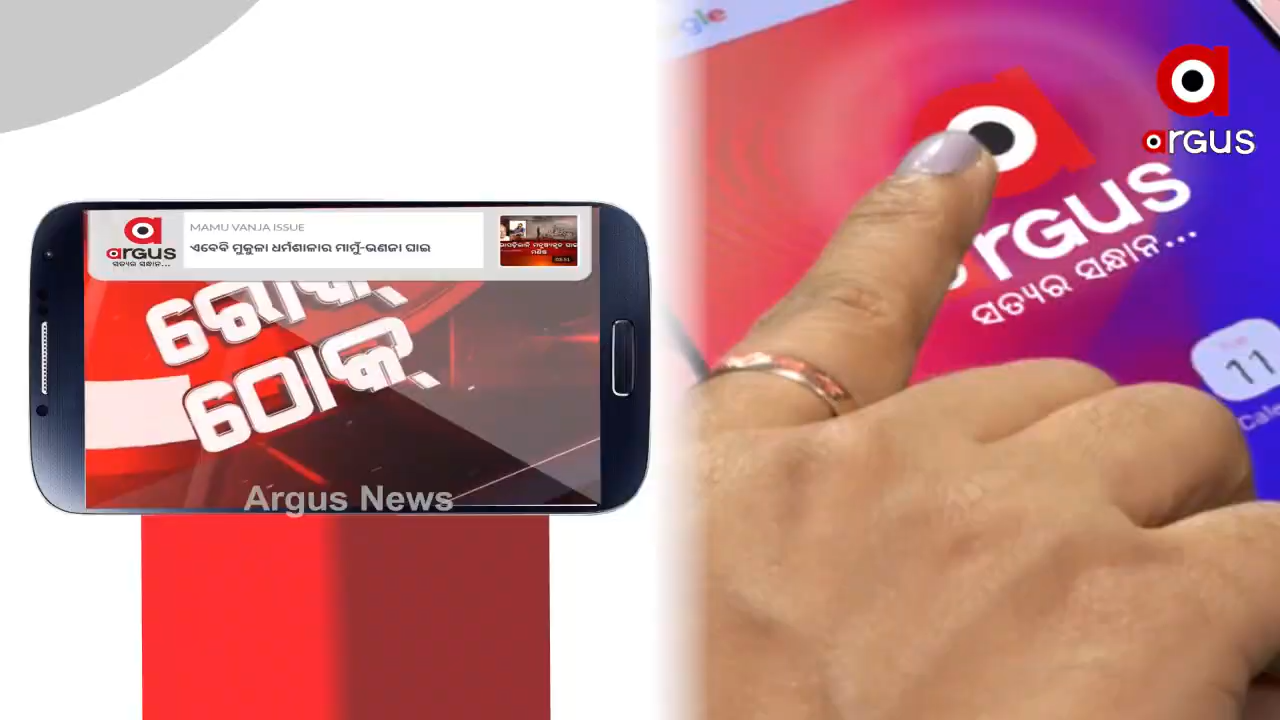 argus
ସତ୍ୟର ସନ୍ଧାନ...
MAMU VANJA ISSUE
ଏବେବି ମୁକୁଳା ଧର୍ମଶାଳାର ମାମୁଁ-ଭଣଜା ଘାଇ
ରୋକ୍
ଠୋକ୍
Argus News
argus
ସତ୍ୟର ସନ୍ଧାନ...
11
argus